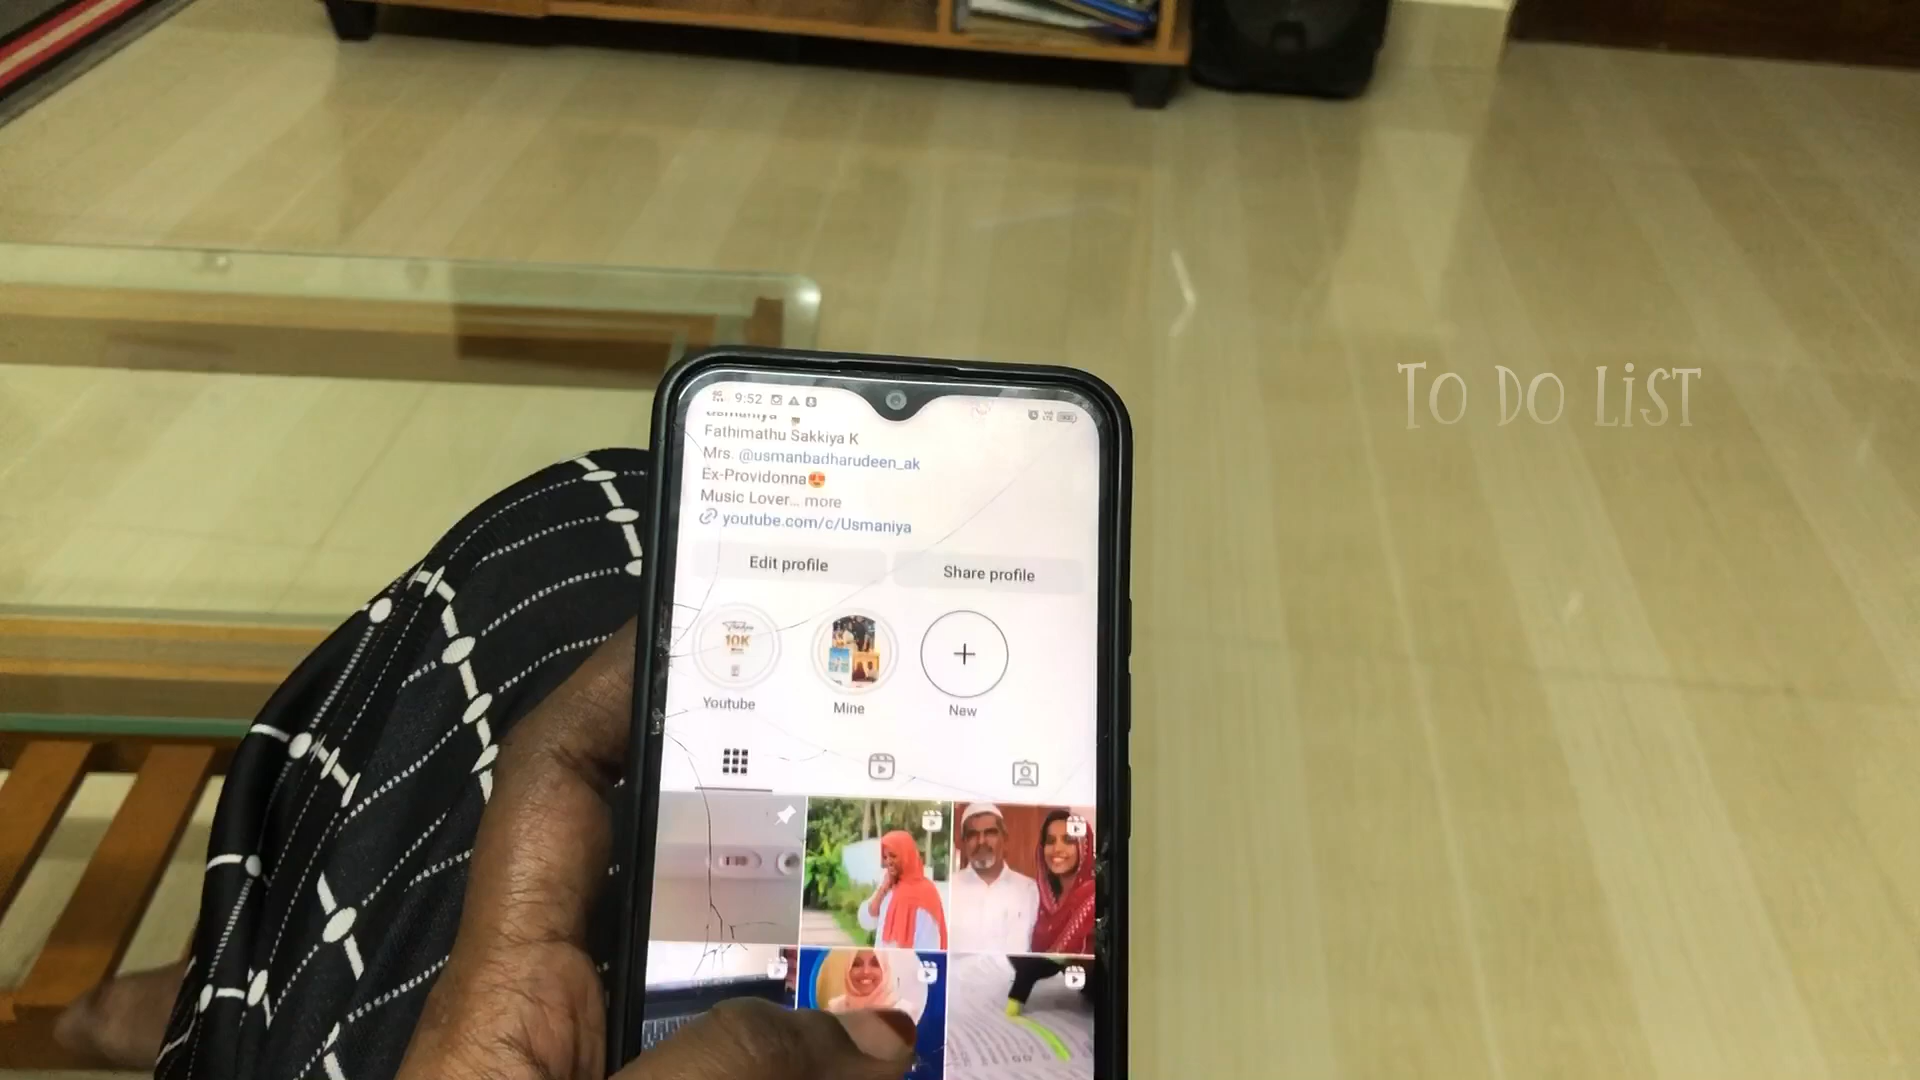 9:52
Usmaniya
Fathimathu Sakkiya K
Mrs. @usmanbadharudeen_ak
Ex-Providonna😍
Music Lover... more
youtube.com/c/Usmaniya
Edit profile
Share profile
10K
Youtube
Mine
New
TO DO LiST